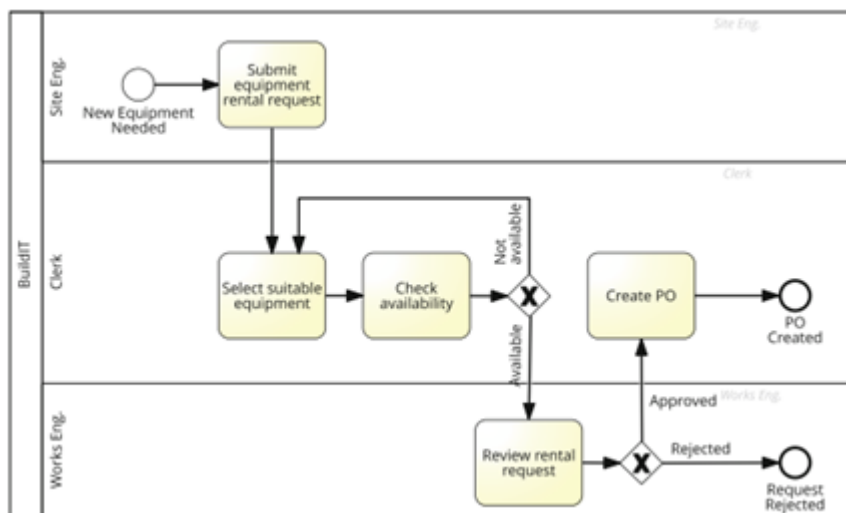 Site Eng.
BuildIT
Site Eng.
New Equipment
Needed
Submit
equipment
rental request
Clerk
Clerk
Select suitable
equipment
Check
availability
Not
available
Available
Create PO
PO
Created
Works Eng.
Works Eng.
Review rental
request
Approved
Rejected
Request
Rejected